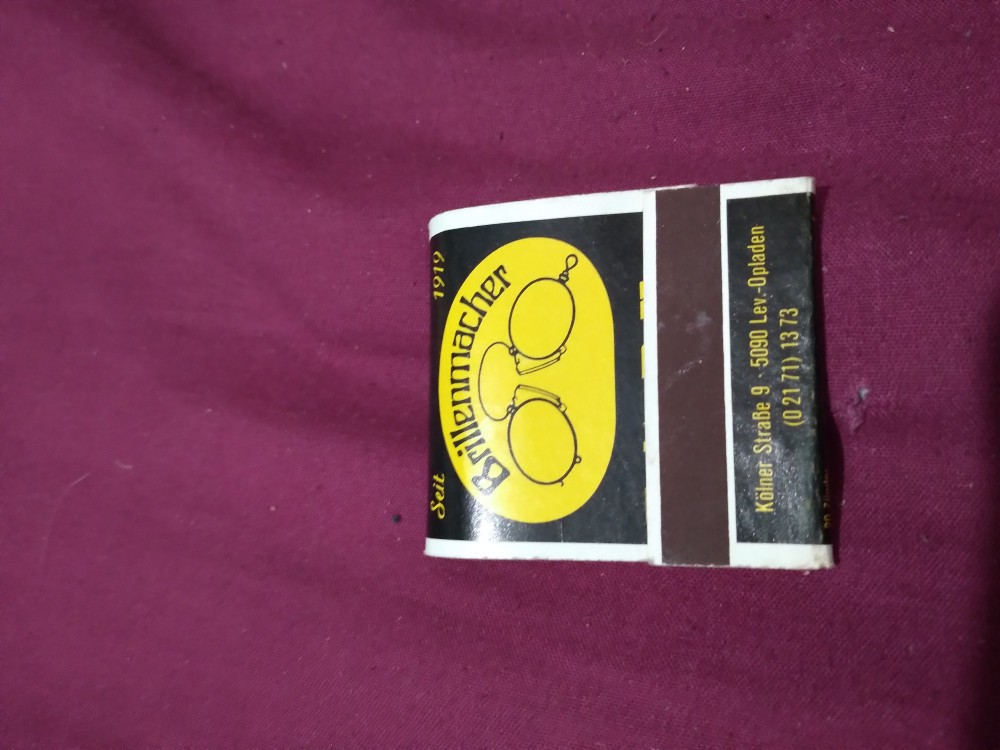 Seit 1919
Brillenmacher
Kölner Straße 9 · 5090 Lev.-Opladen
(0 21 71) 13 73